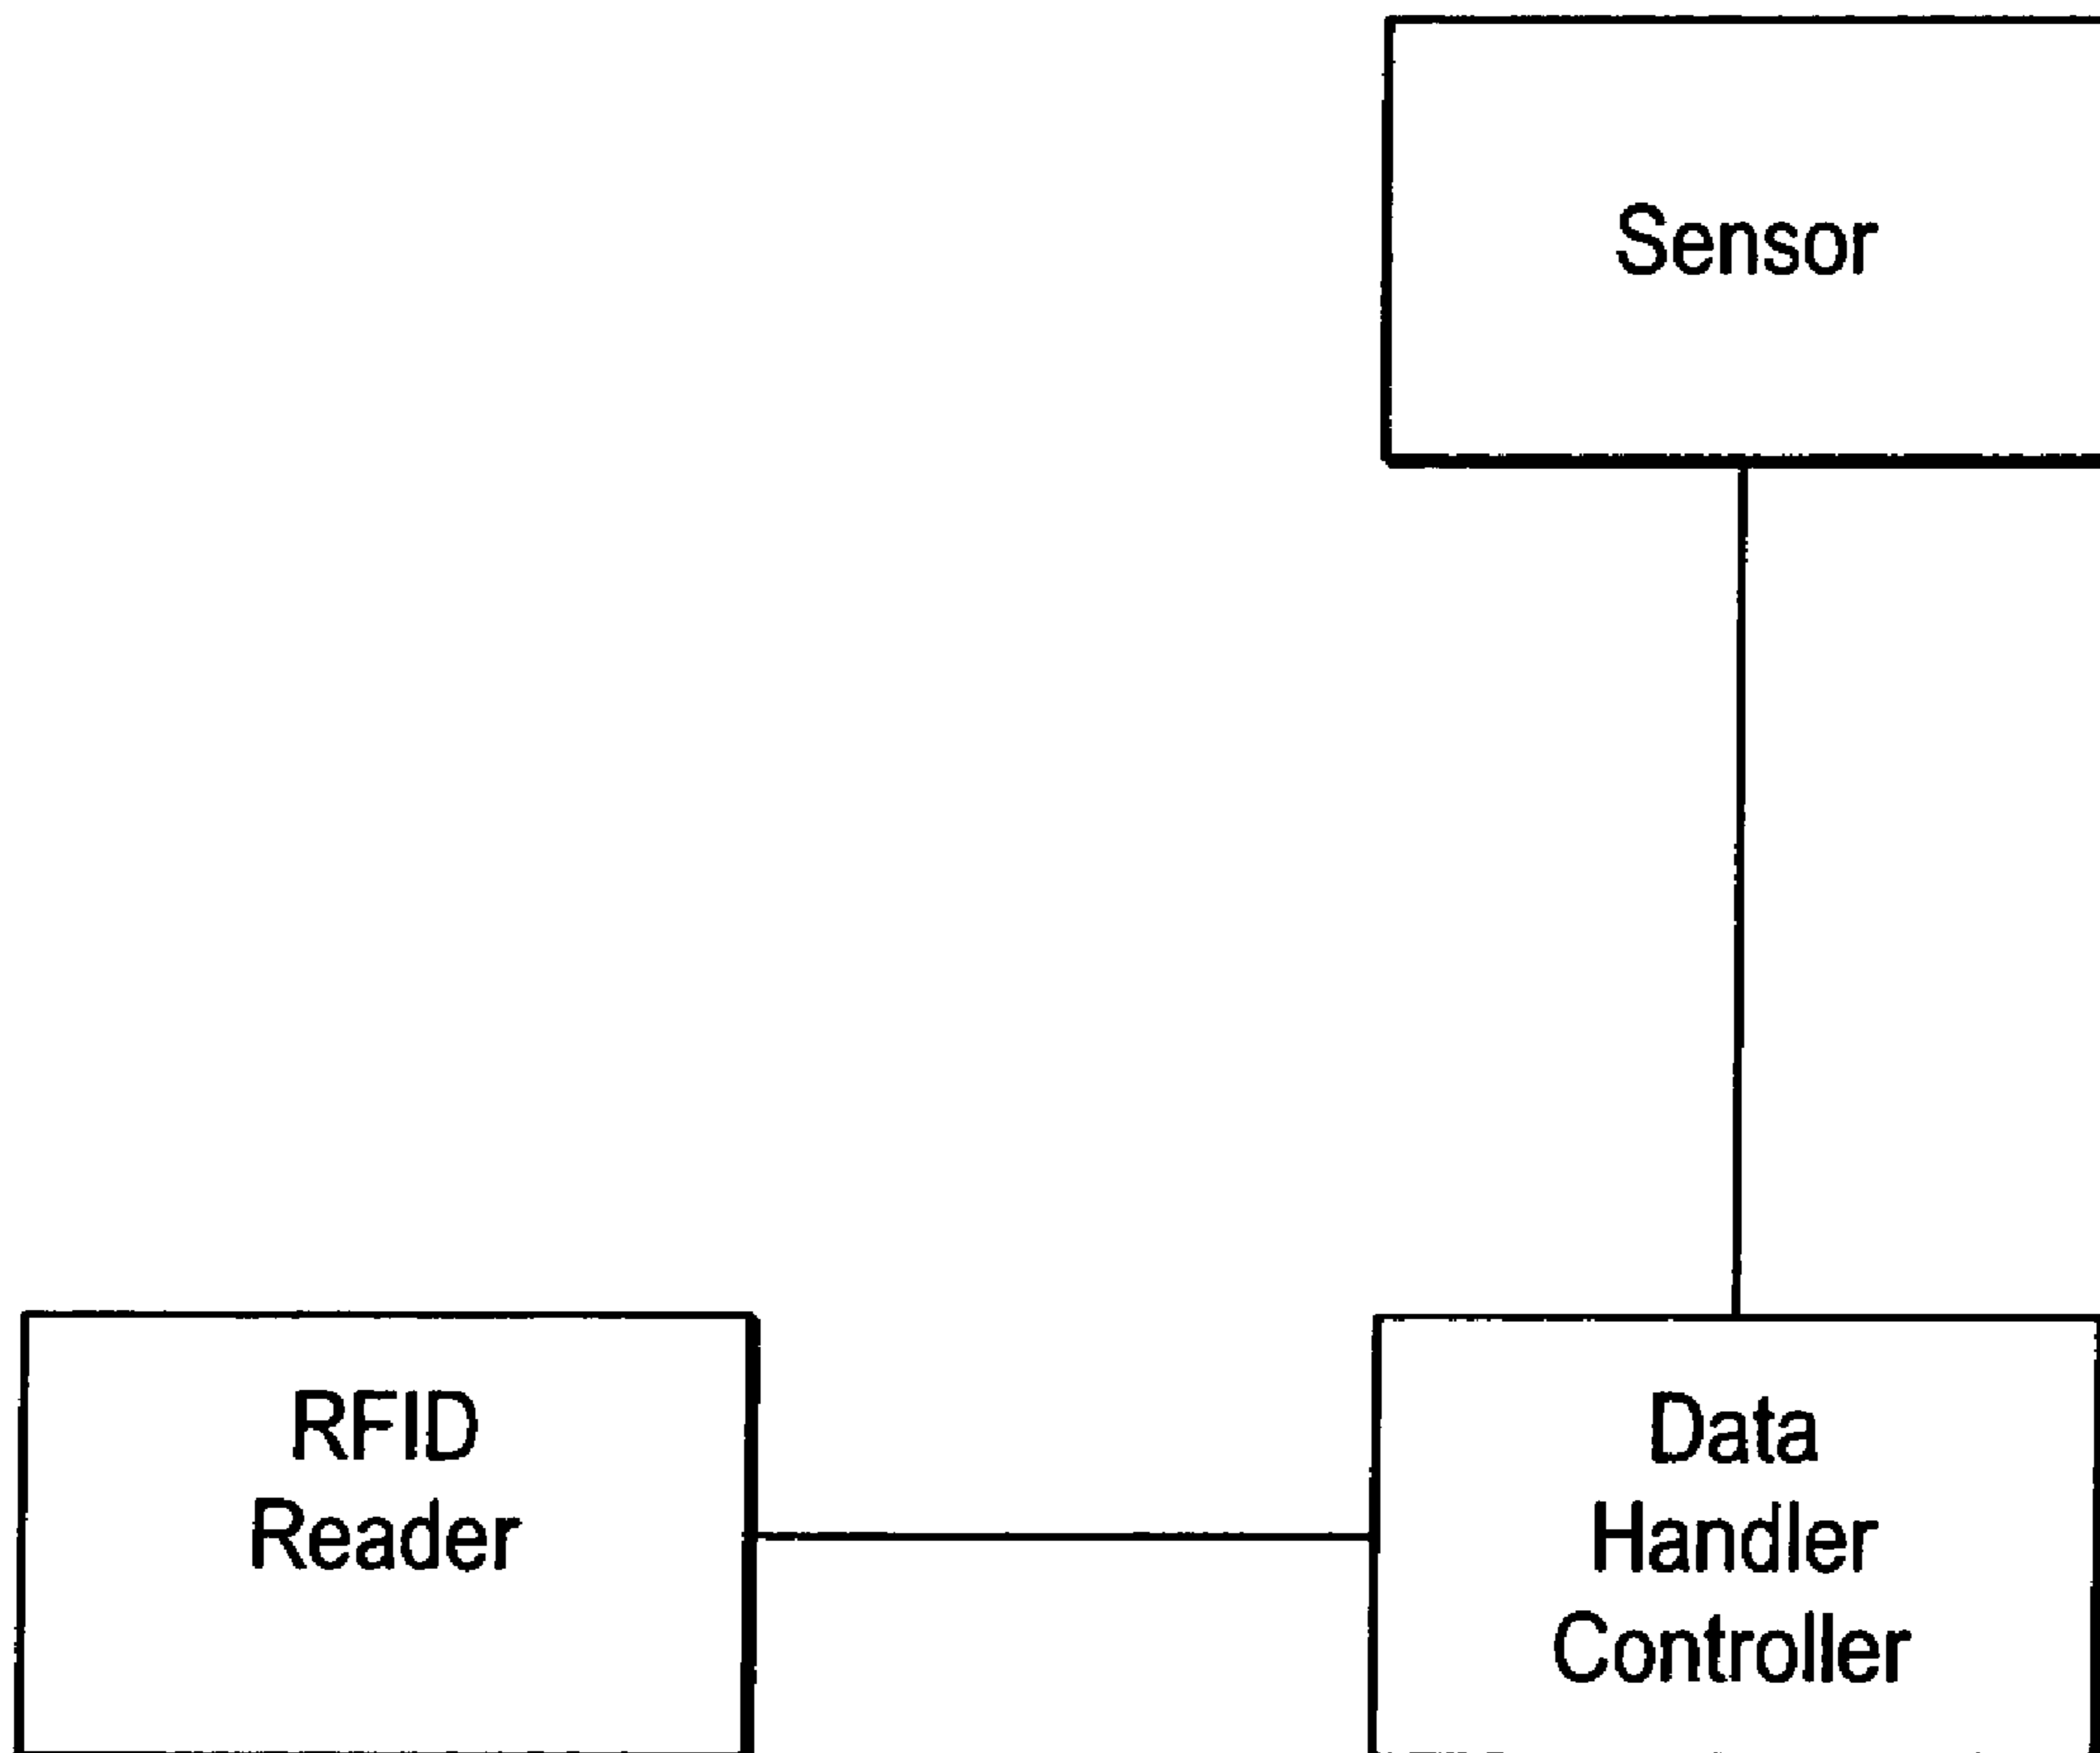 Sensor
RFID
Reader
Data
Handler
Controller